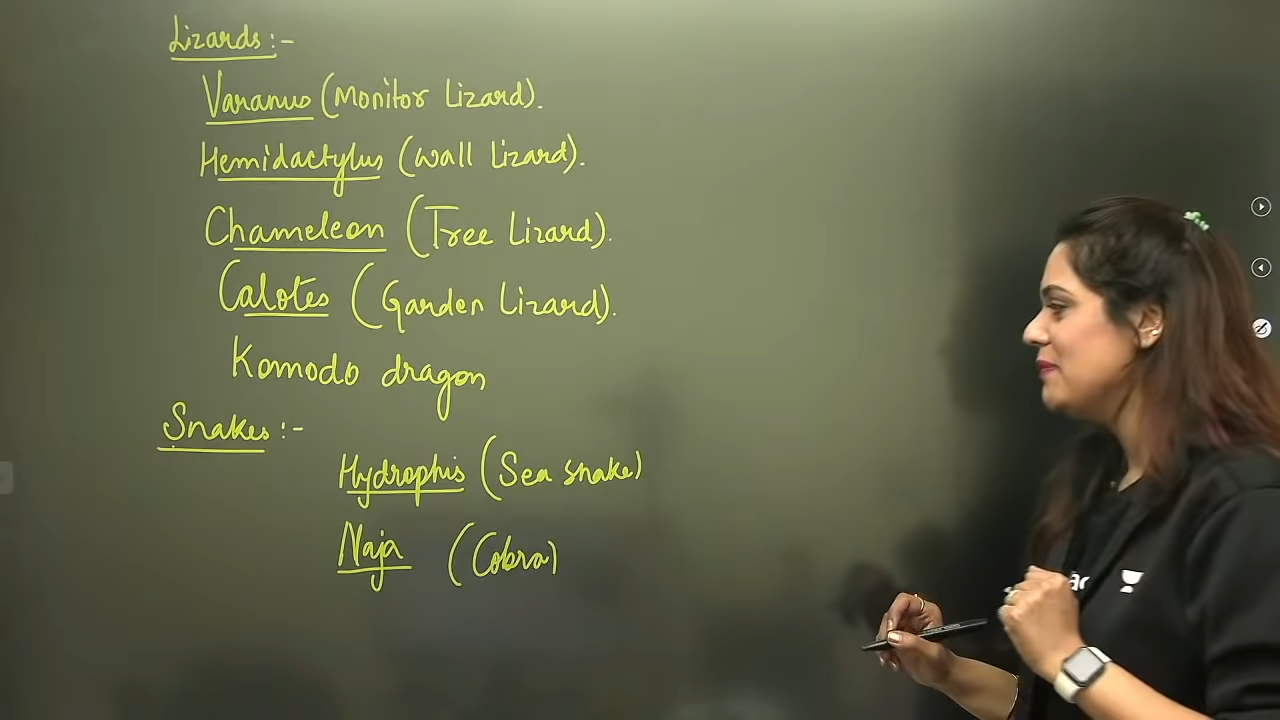 Lizards:-
Varanus (Monitor Lizard).
Hemidactylus (Wall Lizard).
Chameleon (Tree Lizard).
Calotes (Garden Lizard).
Komodo dragon
Snakes:-
Hydrophis (Sea snake)
Naja (Cobra)